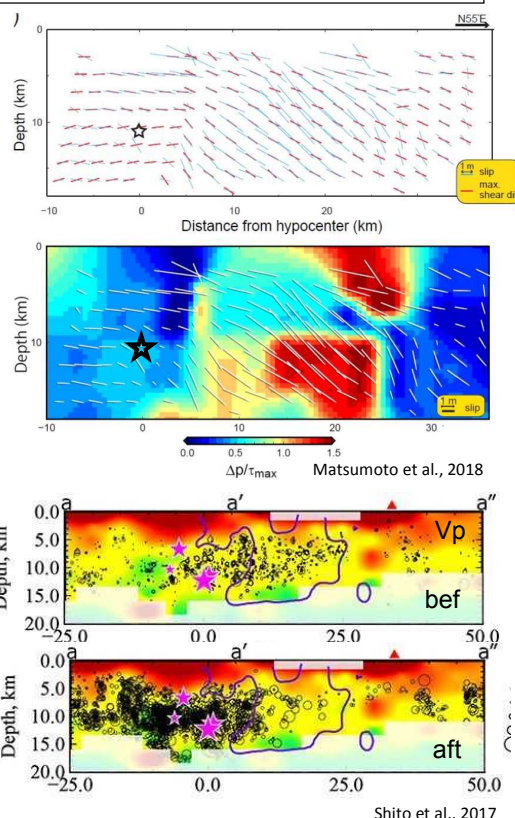 )
N55°E
0
Depth (km)
10
1 m
slip
max.
−10 0 10 20
Distance from hypocenter (km)
0
Depth (km)
10
1 m
slip
−10 0 10 20 30
0.0 0.5 1.0 1.5
Δp/τmax Matsumoto et al., 2018
a a' a"
0.0
5.0
10.0
15.0
20.0
Vp
bef
−25.0 0.0 25.0 50.0
a a' a"
0.0
5.0
10.0
15.0
20.0
Depth, km
aft
−25.0 0.0 25.0 50.0
Shito et al., 2017